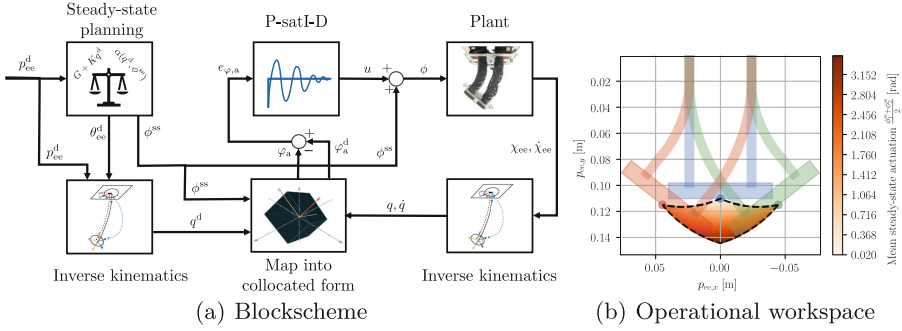 Steady-state
planning
P-satI-D
Plant
p_ee^d
G + Kq^d
α(q^d, φ^ss)
e_φ,a
u
+
+
φ
θ_ee^d
φ^ss
p_ee^d
+
−
φ_a
φ_a^d
φ^ss
χ_ee, χ̇_ee
φ^ss
q^d
q, q̇
Inverse kinematics
Map into
collocated form
Inverse kinematics
(a) Blockscheme
0.02
0.04
0.06
0.08
0.10
0.12
0.14
p_ee,y [m]
0.05
0.00
−0.05
p_ee,x [m]
3.152
2.804
2.456
2.108
1.760
1.412
1.064
0.716
0.368
0.020
Mean steady-state actuation [rad]
(b) Operational workspace